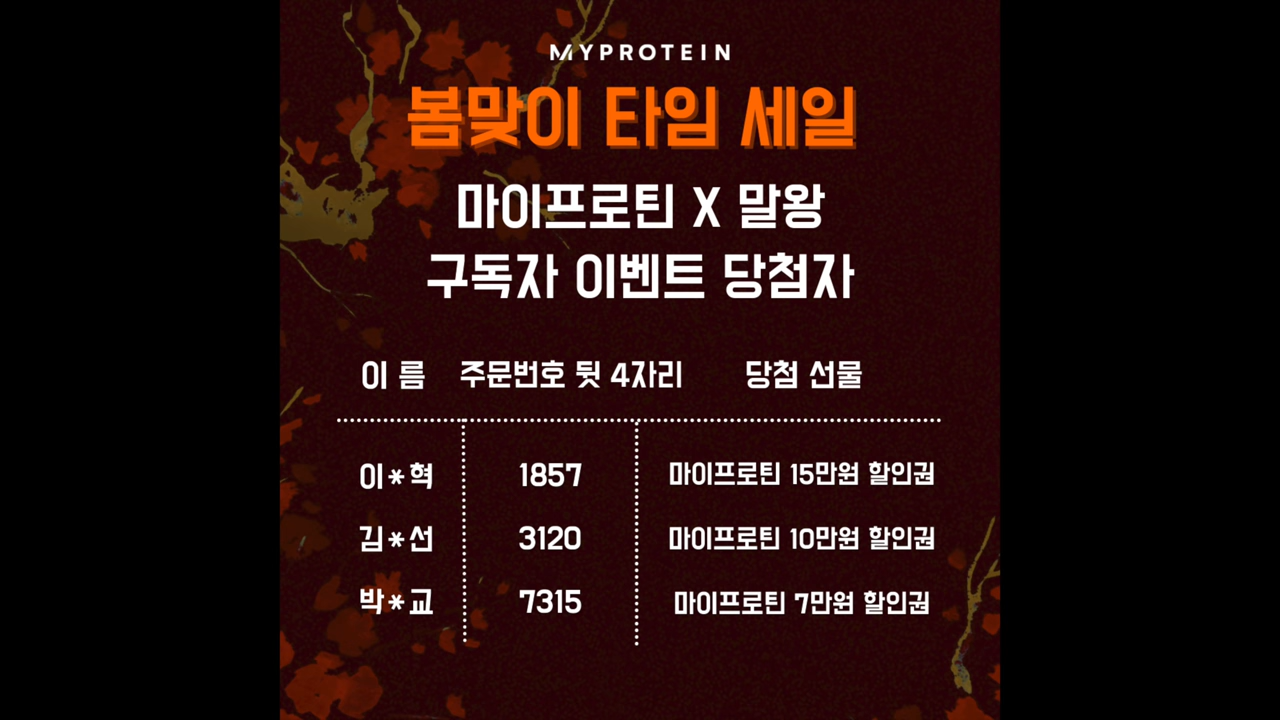 MYPROTEIN
봄맞이 타임 세일
마이프로틴 X 말왕
구독자 이벤트 당첨자
이 름 주문번호 뒷 4자리 당첨 선물
이*혁 1857 마이프로틴 15만원 할인권
김*선 3120 마이프로틴 10만원 할인권
박*교 7315 마이프로틴 7만원 할인권